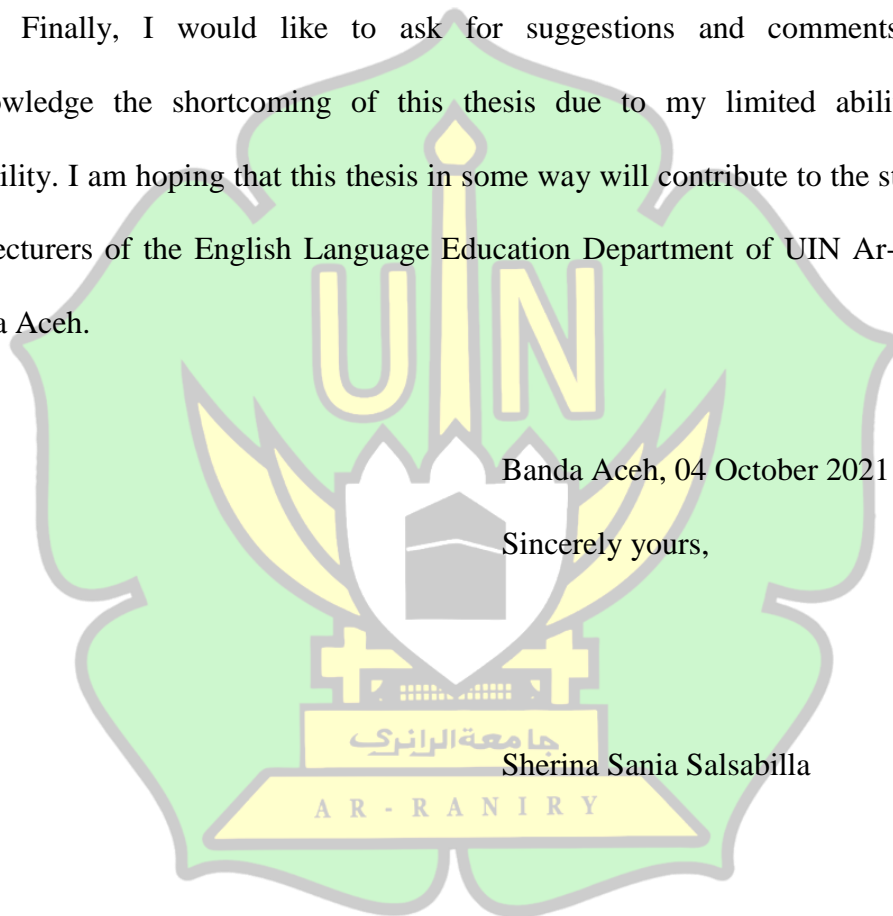 Finally, I would like to ask for suggestions and comments
owledge the shortcoming of this thesis due to my limited abili
ility. I am hoping that this thesis in some way will contribute to the s
ecturers of the English Language Education Department of UIN Ar-
a Aceh.
UIN
Banda Aceh, 04 October 2021
Sincerely yours,
جامعة الرانري
Sherina Sania Salsabilla
AR-RANIRY